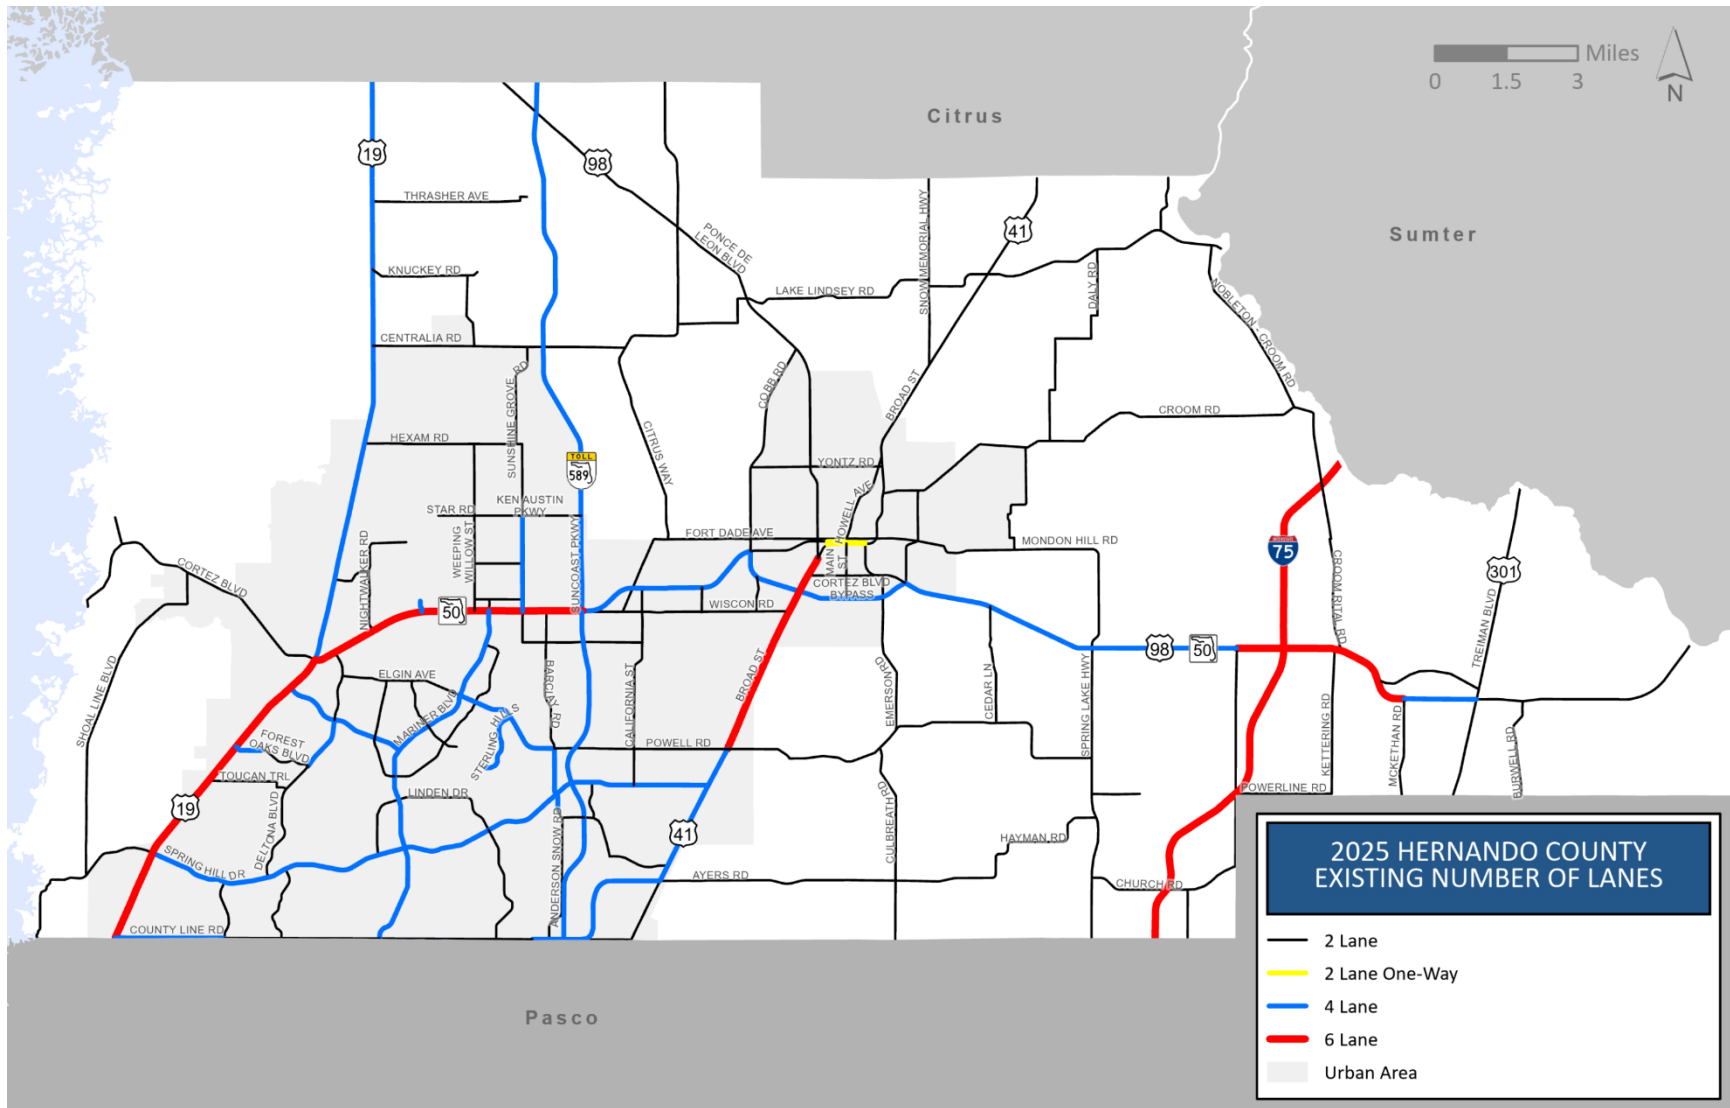 Citrus
Sumter
Pasco
0 1.5 3 Miles
N
19
98
THRASHER AVE
PONCE DE
LEON BLVD
SNOW MEMORIAL HWY
41
KNUCKEY RD
LAKE LINDSEY RD
DALY RD
NOBLETON - CROOM RD
CENTRALIA RD
SUNSHINE GROVE RD
COBB RD
BROAD ST
CROOM RD
HEXAM RD
CITRUS WAY
TOLL
589
YONTZ RD
KEN AUSTIN
PKWY
STAR RD
HOWELL AVE
WEEPING
WILLOW ST
SUNCOAST PKWY
FORT DADE AVE
MONDON HILL RD
MAIN
ST
INTERSTATE
75
CROOM RITAL RD
301
CORTEZ BLVD
NIGHTWALKER RD
CORTEZ BLVD
BYPASS
50
WISCON RD
TREIMAN BLVD
98
50
SHOAL LINE BLVD
ELGIN AVE
BARCLAY RD
CALIFORNIA ST
BROAD ST
EMERSON RD
CEDAR LN
SPRING LAKE HWY
KETTERING RD
MCKETHAN RD
BURWELL RD
MARINER BLVD
STERLING HILLS
POWELL RD
FOREST
OAKS BLVD
TOUCAN TRL
LINDEN DR
POWERLINE RD
19
DELTONA BLVD
ANDERSON SNOW RD
41
CULBREATH RD
HAYMAN RD
SPRING HILL DR
AYERS RD
CHURCH RD
COUNTY LINE RD
2025 HERNANDO COUNTY
EXISTING NUMBER OF LANES
2 Lane
2 Lane One-Way
4 Lane
6 Lane
Urban Area